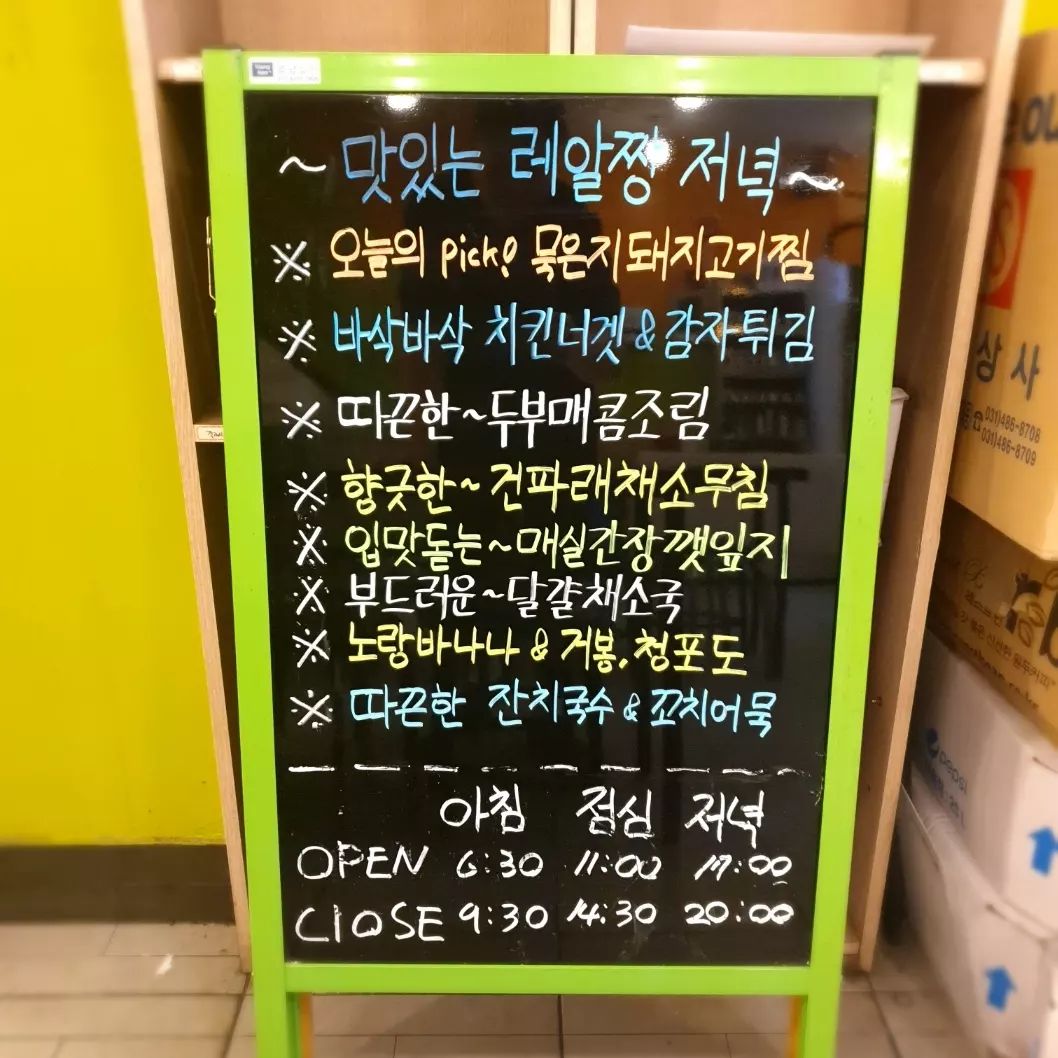 ~ 맛있는 레알짱 저녁 ~
※ 오늘의 pick! 묵은지돼지고기찜
※ 바삭바삭 치킨너겟 & 감자튀김
※ 따끈한~두부매콤조림
※ 향긋한~ 건파래채소무침
※ 입맛돋는~매실간장깻잎지
※ 부드러운~달걀채소국
※ 노랑바나나 & 거봉, 청포도
※ 따끈한 잔치국수 & 꼬치어묵
아침 점심 저녁
OPEN 6:30 11:00 17:00
ClOSE 9:30 14:30 20:00
상사
031)486-8708
031)486-8709
pepsi